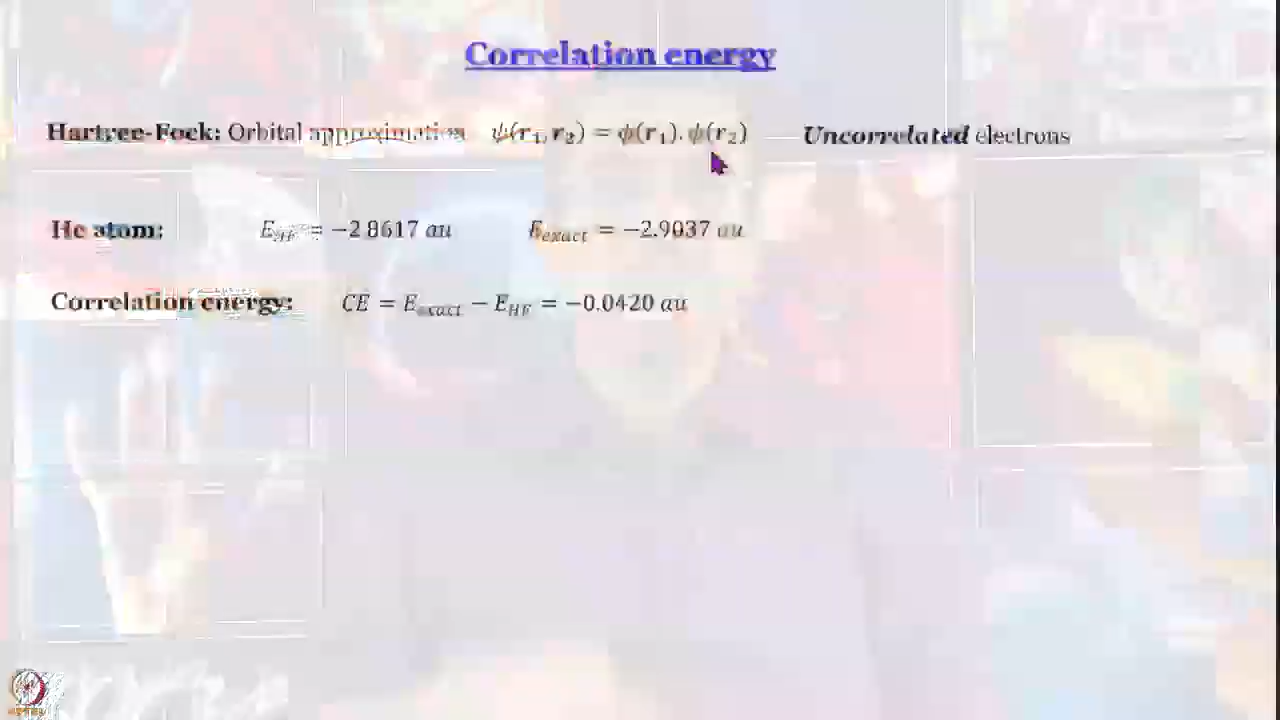 Correlation energy
Hartree-Fock: Orbital approximation ψ(r₁, r₂) = ψ(r₁). ψ(r₂) Uncorrelated electrons
He atom: E_HF = −2.8617 au E_exact = −2.9037 au
Correlation energy: CE = E_exact − E_HF = −0.0420 au